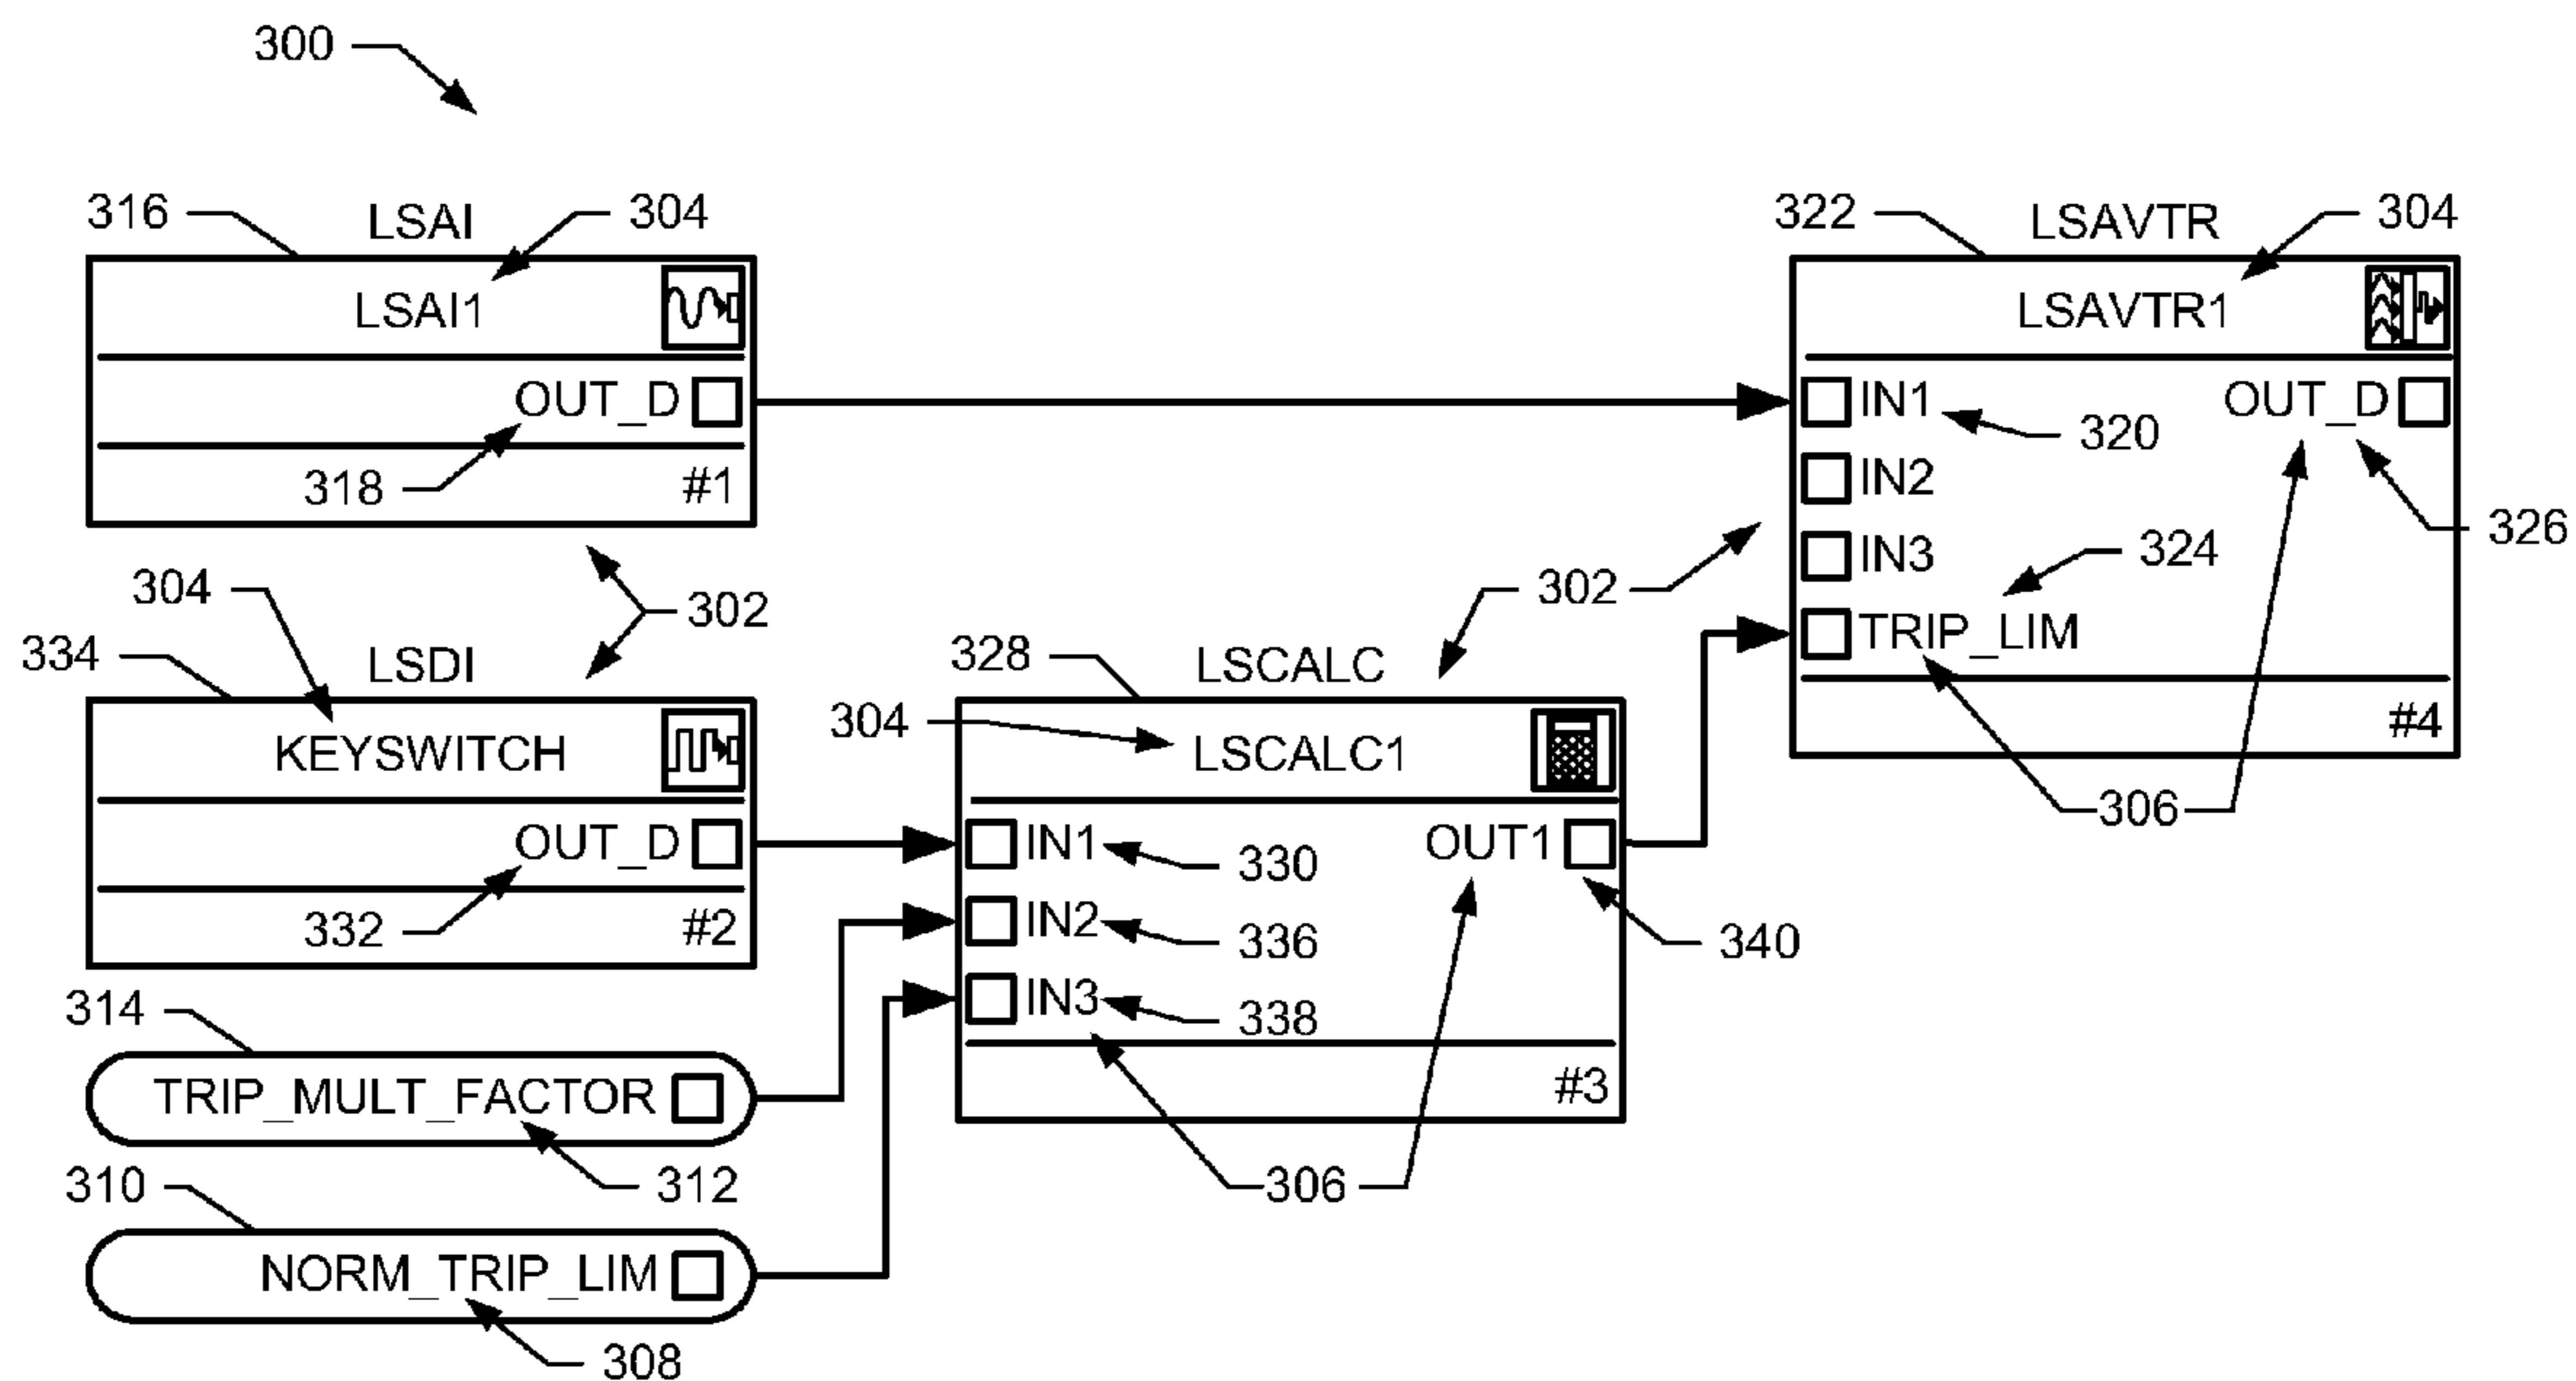 300
316 LSAI 304
LSAI1
OUT_D
318 #1
322 LSAVTR 304
LSAVTR1
IN1 OUT_D
320
IN2
326
IN3 324
TRIP_LIM
#4
306
302
302
304
334 LSDI
KEYSWITCH
OUT_D
332 #2
328 LSCALC
304 LSCALC1
IN1 330 OUT1
IN2 336 340
IN3 338
#3
306
314
TRIP_MULT_FACTOR
312
310
NORM_TRIP_LIM
308